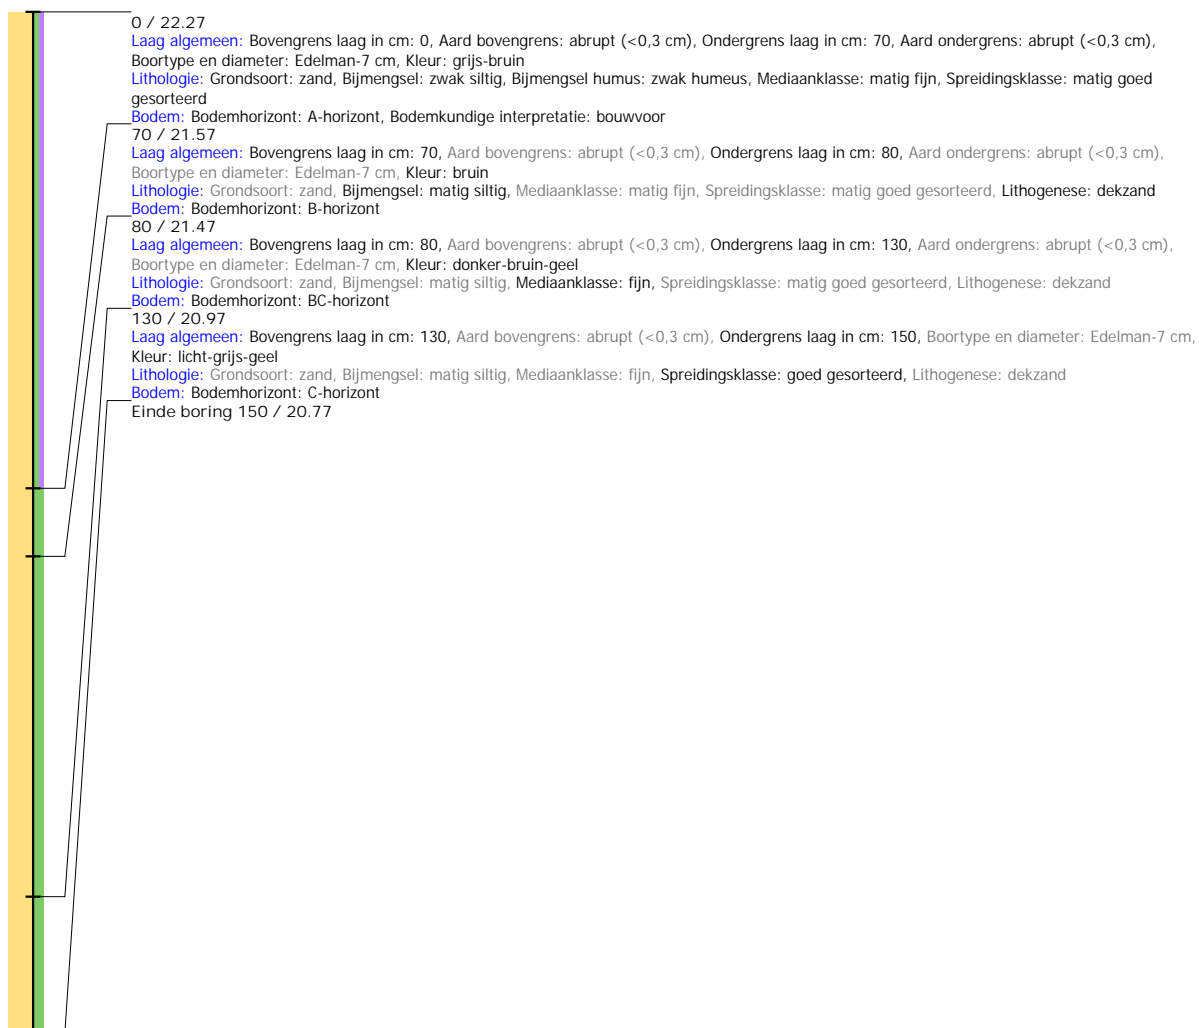 0 / 22.27
Laag algemeen: Bovengrens laag in cm: 0, Aard bovengrens: abrupt (<0,3 cm), Ondergrens laag in cm: 70, Aard ondergrens: abrupt (<0,3 cm),
Boortype en diameter: Edelman-7 cm, Kleur: grijs-bruin
Lithologie: Grondsoort: zand, Bijmengsel: zwak siltig, Bijmengsel humus: zwak humeus, Mediaanklasse: matig fijn, Spreidingsklasse: matig goed
gesorteerd
Bodem: Bodemhorizont: A-horizont, Bodemkundige interpretatie: bouwvoor
70 / 21.57
Laag algemeen: Bovengrens laag in cm: 70, Aard bovengrens: abrupt (<0,3 cm), Ondergrens laag in cm: 80, Aard ondergrens: abrupt (<0,3 cm),
Boortype en diameter: Edelman-7 cm, Kleur: bruin
Lithologie: Grondsoort: zand, Bijmengsel: matig siltig, Mediaanklasse: matig fijn, Spreidingsklasse: matig goed gesorteerd, Lithogenese: dekzand
Bodem: Bodemhorizont: B-horizont
80 / 21.47
Laag algemeen: Bovengrens laag in cm: 80, Aard bovengrens: abrupt (<0,3 cm), Ondergrens laag in cm: 130, Aard ondergrens: abrupt (<0,3 cm),
Boortype en diameter: Edelman-7 cm, Kleur: donker-bruin-geel
Lithologie: Grondsoort: zand, Bijmengsel: matig siltig, Mediaanklasse: fijn, Spreidingsklasse: matig goed gesorteerd, Lithogenese: dekzand
Bodem: Bodemhorizont: BC-horizont
130 / 20.97
Laag algemeen: Bovengrens laag in cm: 130, Aard bovengrens: abrupt (<0,3 cm), Ondergrens laag in cm: 150, Boortype en diameter: Edelman-7 cm,
Kleur: licht-grijs-geel
Lithologie: Grondsoort: zand, Bijmengsel: matig siltig, Mediaanklasse: fijn, Spreidingsklasse: goed gesorteerd, Lithogenese: dekzand
Bodem: Bodemhorizont: C-horizont
Einde boring 150 / 20.77